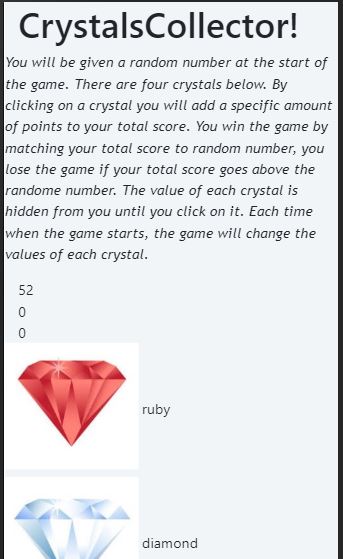 CrystalsCollector!
You will be given a random number at the start of
the game. There are four crystals below. By
clicking on a crystal you will add a specific amount
of points to your total score. You win the game by
matching your total score to random number, you
lose the game if your total score goes above the
randome number. The value of each crystal is
hidden from you until you click on it. Each time
when the game starts, the game will change the
values of each crystal.
52
0
0
ruby
diamond